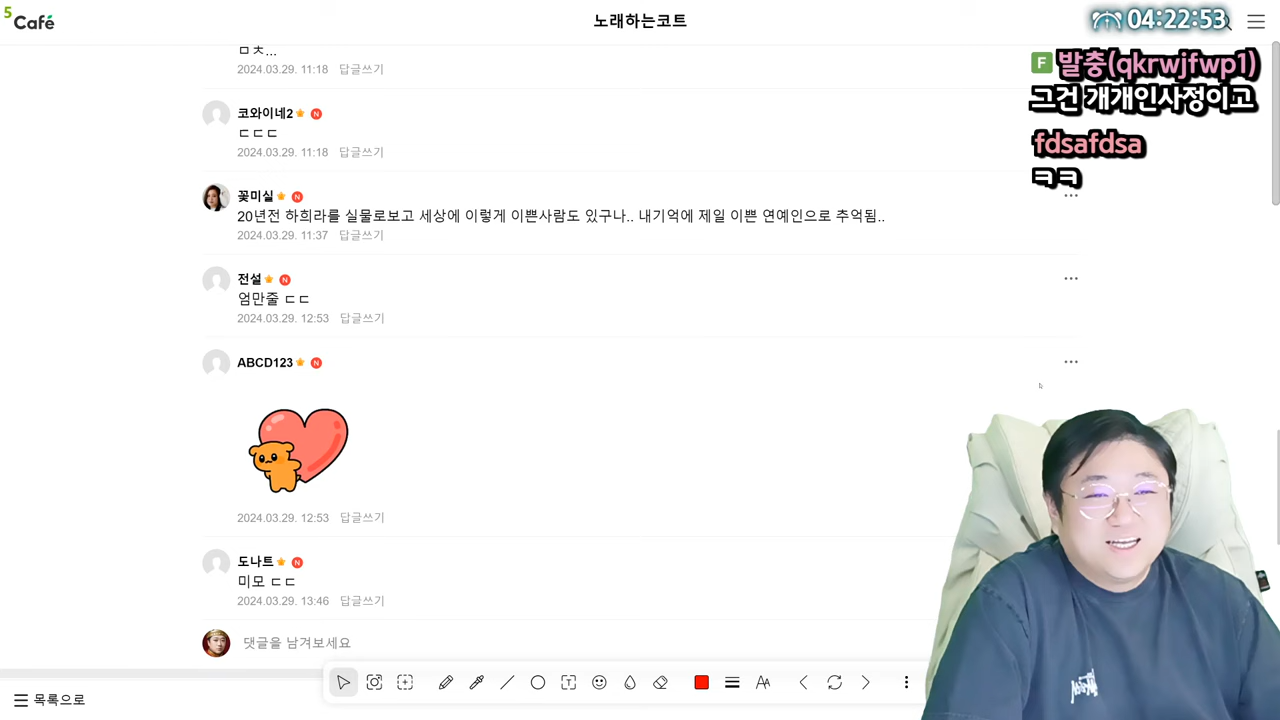 5
Café
노래하는코트
04:22:53
F 발충(qkrwjfwp1)
그건 개개인사정이고
fdsafdsa
ㅋㅋ
ㅁㅊ...
2024.03.29. 11:18 답글쓰기
코와이네2 N
ㄷㄷㄷ
2024.03.29. 11:18 답글쓰기
꽃미실 N
20년전 하희라를 실물로보고 세상에 이렇게 이쁜사람도 있구나.. 내기억에 제일 이쁜 연예인으로 추억됨..
2024.03.29. 11:37 답글쓰기
전설 N
엄만줄 ㄷㄷ
2024.03.29. 12:53 답글쓰기
ABCD123 N
2024.03.29. 12:53 답글쓰기
도나트 N
미모 ㄷㄷ
2024.03.29. 13:46 답글쓰기
댓글을 남겨보세요
목록으로